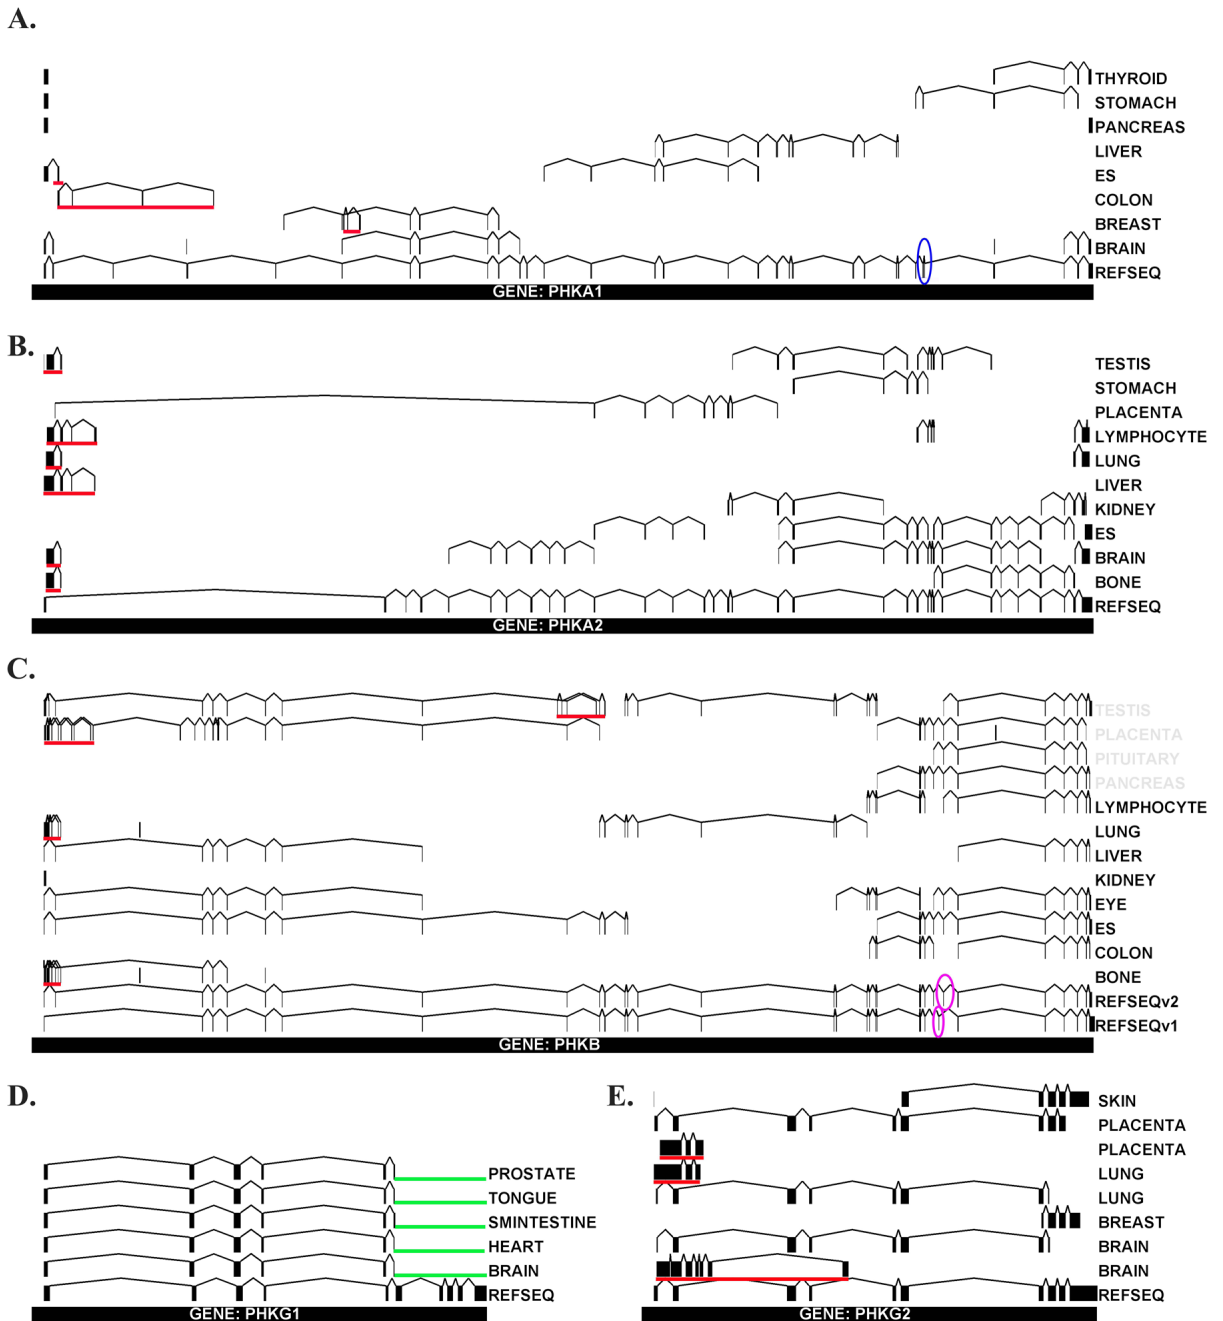 A.
THYROID
STOMACH
PANCREAS
LIVER
ES
COLON
BREAST
BRAIN
REFSEQ
GENE: PHKA1
B.
TESTIS
STOMACH
PLACENTA
LYMPHOCYTE
LUNG
LIVER
KIDNEY
ES
BRAIN
BONE
REFSEQ
GENE: PHKA2
C.
TESTIS
PLACENTA
PITUITARY
PANCREAS
LYMPHOCYTE
LUNG
LIVER
KIDNEY
EYE
ES
COLON
BONE
REFSEQv2
REFSEQv1
GENE: PHKB
D.
PROSTATE
TONGUE
SMINTESTINE
HEART
BRAIN
REFSEQ
GENE: PHKG1
E.
SKIN
PLACENTA
PLACENTA
LUNG
LUNG
BREAST
BRAIN
BRAIN
REFSEQ
GENE: PHKG2